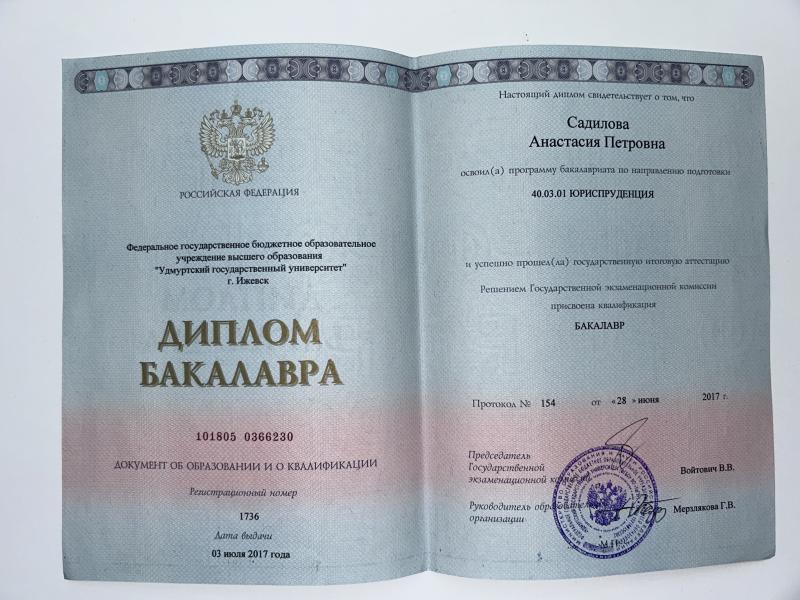 РОССИЙСКАЯ ФЕДЕРАЦИЯ
Федеральное государственное бюджетное образовательное
учреждение высшего образования
"Удмуртский государственный университет"
г. Ижевск
ДИПЛОМ
БАКАЛАВРА
101805 0366230
ДОКУМЕНТ ОБ ОБРАЗОВАНИИ И О КВАЛИФИКАЦИИ
Регистрационный номер
1736
Дата выдачи
03 июля 2017 года
Настоящий диплом свидетельствует о том, что
Садилова
Анастасия Петровна
освоил(а) программу бакалавриата по направлению подготовки
40.03.01 ЮРИСПРУДЕНЦИЯ
и успешно прошел(ла) государственную итоговую аттестацию
Решением Государственной экзаменационной комиссии
присвоена квалификация
БАКАЛАВР
Протокол № 154 от «28 » июня 2017 г.
Председатель
Государственной
экзаменационной Войтович В.В.
Руководитель Мерзлякова Г.В.
организации
М.П.